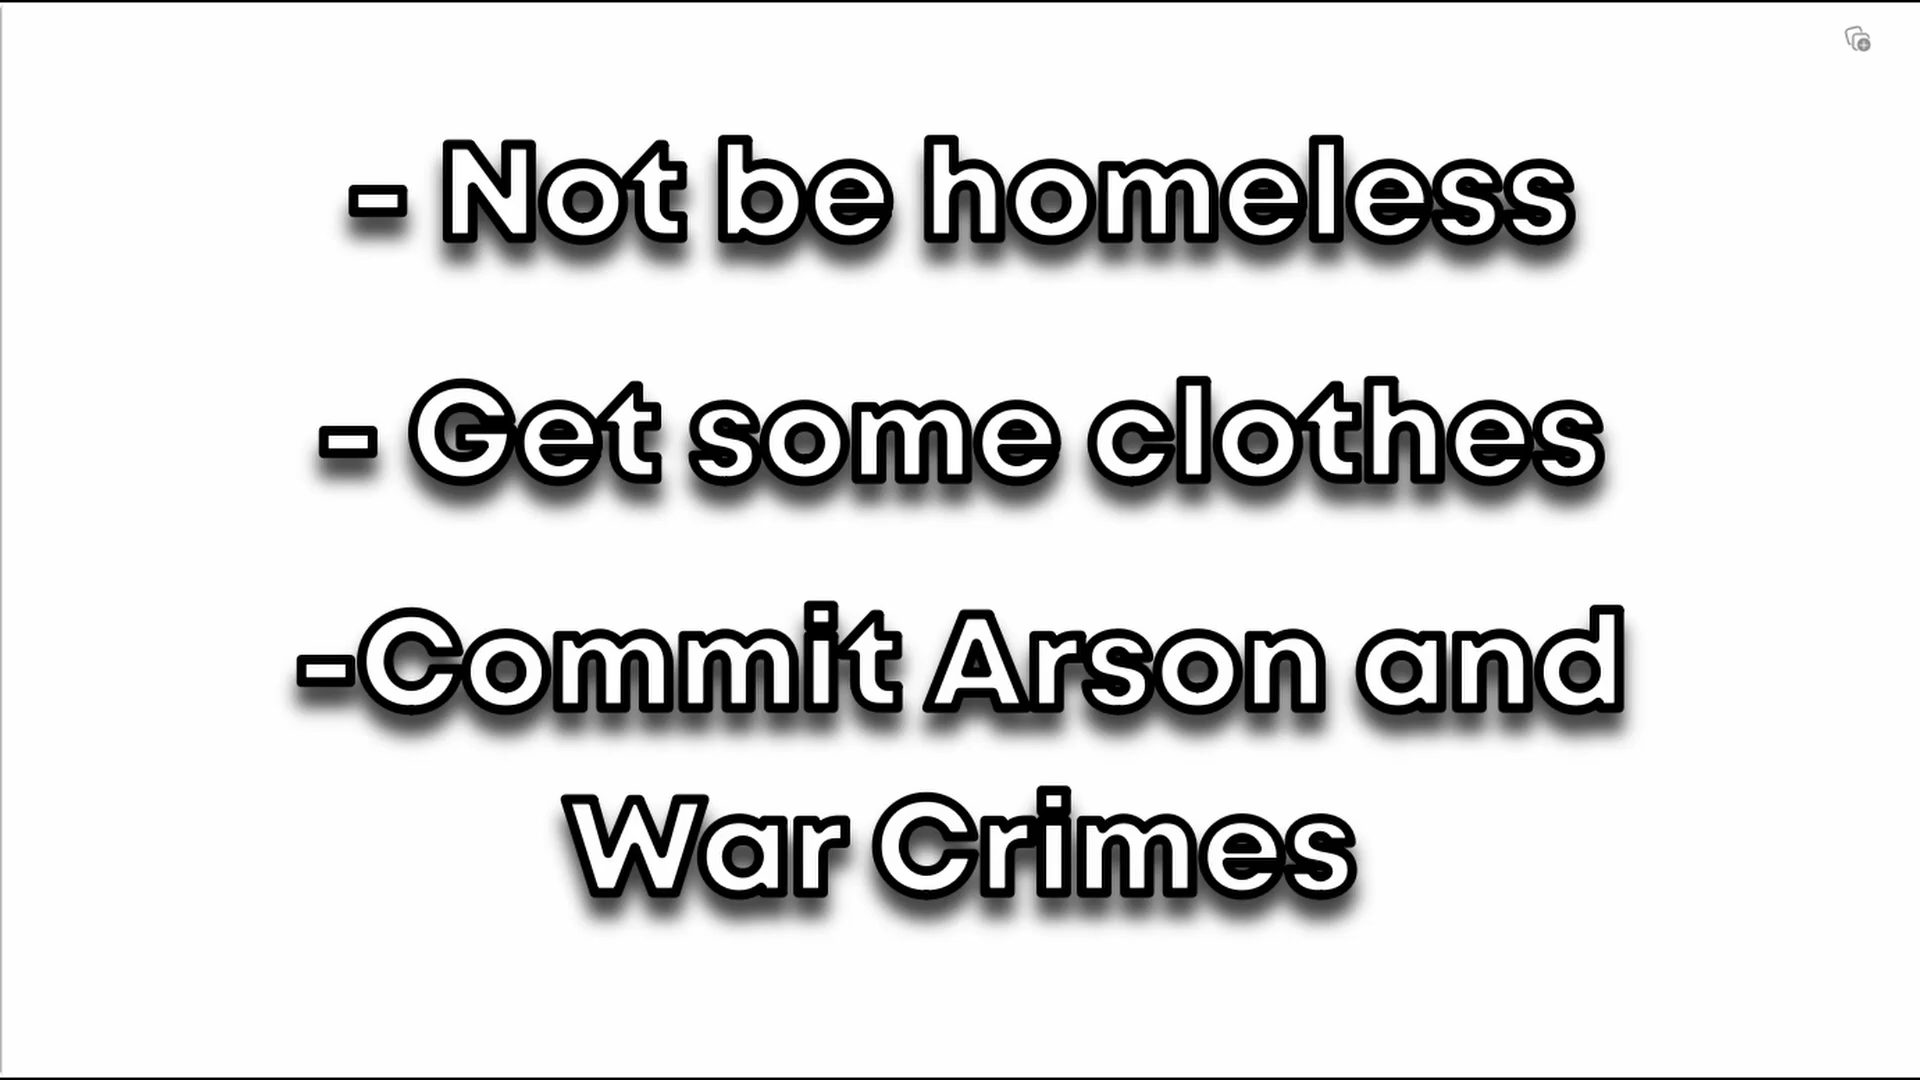 - Not be homeless
- Get some clothes
-Commit Arson and
War Crimes